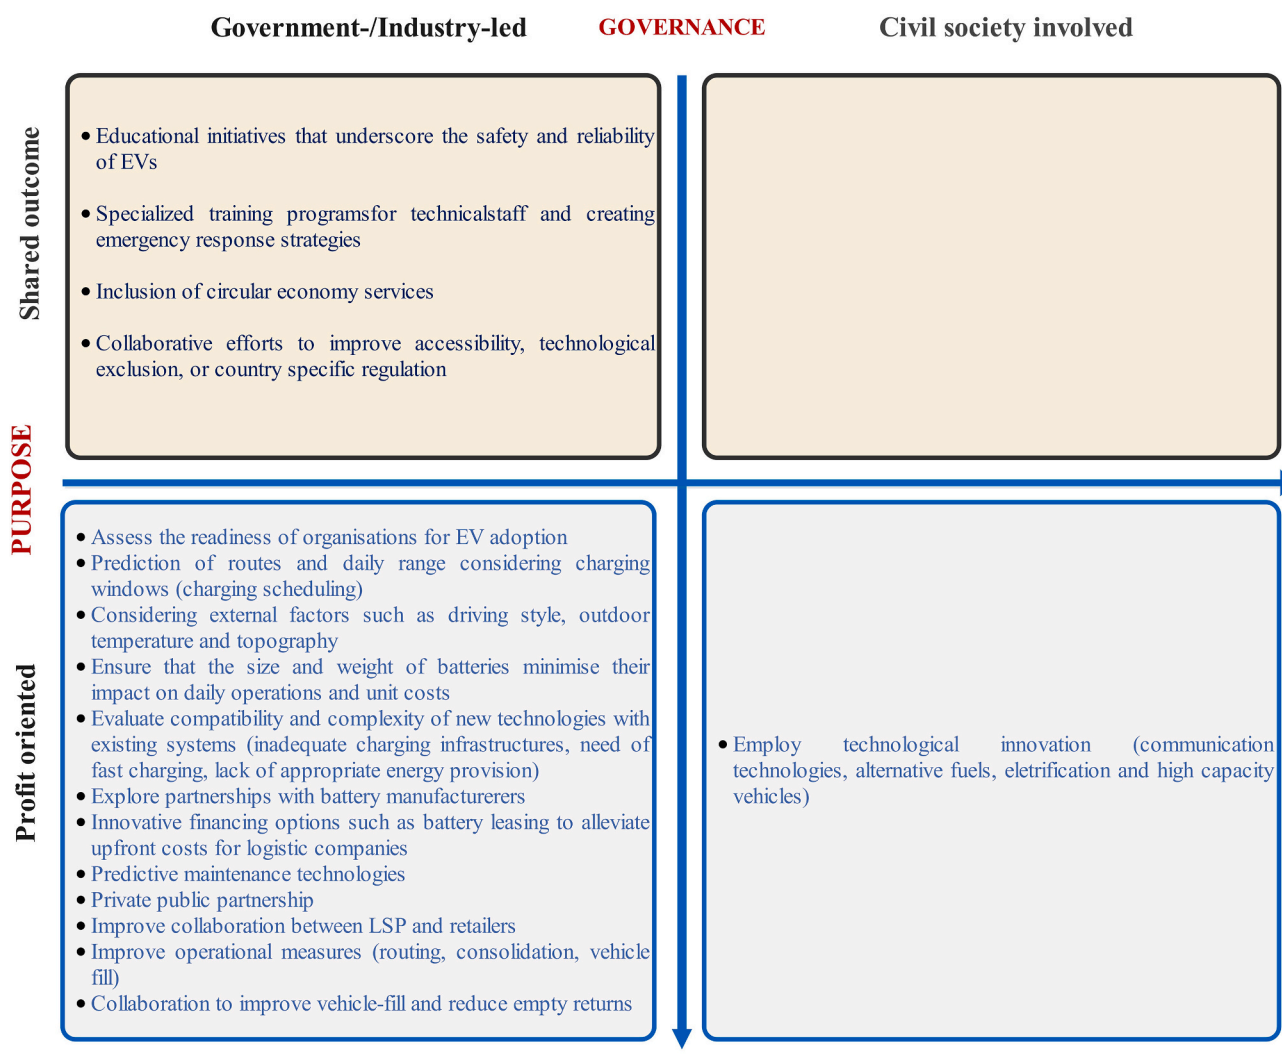 Government-/Industry-led
GOVERNANCE
Civil society involved
Shared outcome
• Educational initiatives that underscore the safety and reliability
of EVs
• Specialized training programsfor technicalstaff and creating
emergency response strategies
• Inclusion of circular economy services
• Collaborative efforts to improve accessibility, technological
exclusion, or country specific regulation
PURPOSE
Profit oriented
• Assess the readiness of organisations for EV adoption
• Prediction of routes and daily range considering charging
windows (charging scheduling)
• Considering external factors such as driving style, outdoor
temperature and topography
• Ensure that the size and weight of batteries minimise their
impact on daily operations and unit costs
• Evaluate compatibility and complexity of new technologies with
existing systems (inadequate charging infrastructures, need of
fast charging, lack of appropriate energy provision)
• Explore partnerships with battery manufacturerers
• Innovative financing options such as battery leasing to alleviate
upfront costs for logistic companies
• Predictive maintenance technologies
• Private public partnership
• Improve collaboration between LSP and retailers
• Improve operational measures (routing, consolidation, vehicle
fill)
• Collaboration to improve vehicle-fill and reduce empty returns
• Employ technological innovation (communication
technologies, alternative fuels, eletrification and high capacity
vehicles)